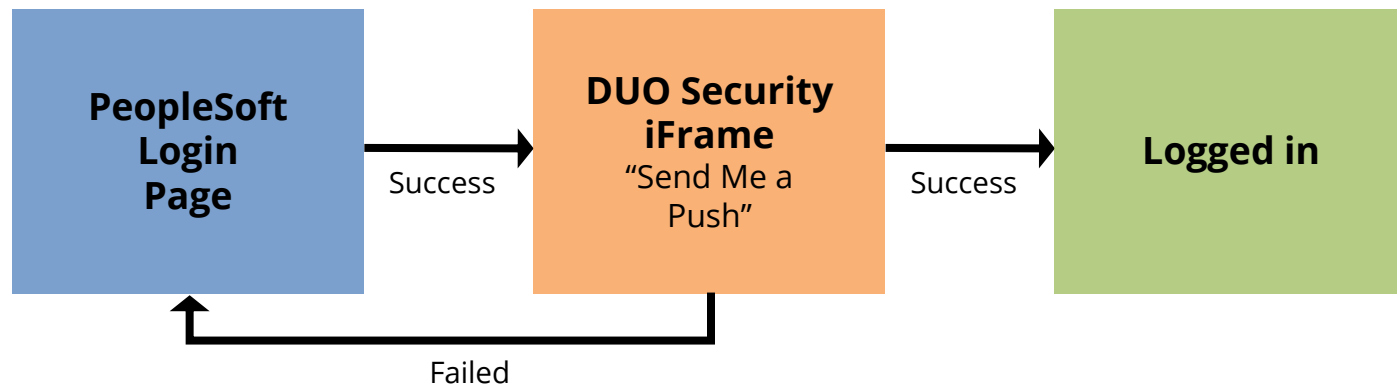 PeopleSoft
Login
Page
Success
DUO Security
iFrame
“Send Me a
Push”
Success
Logged in
Failed